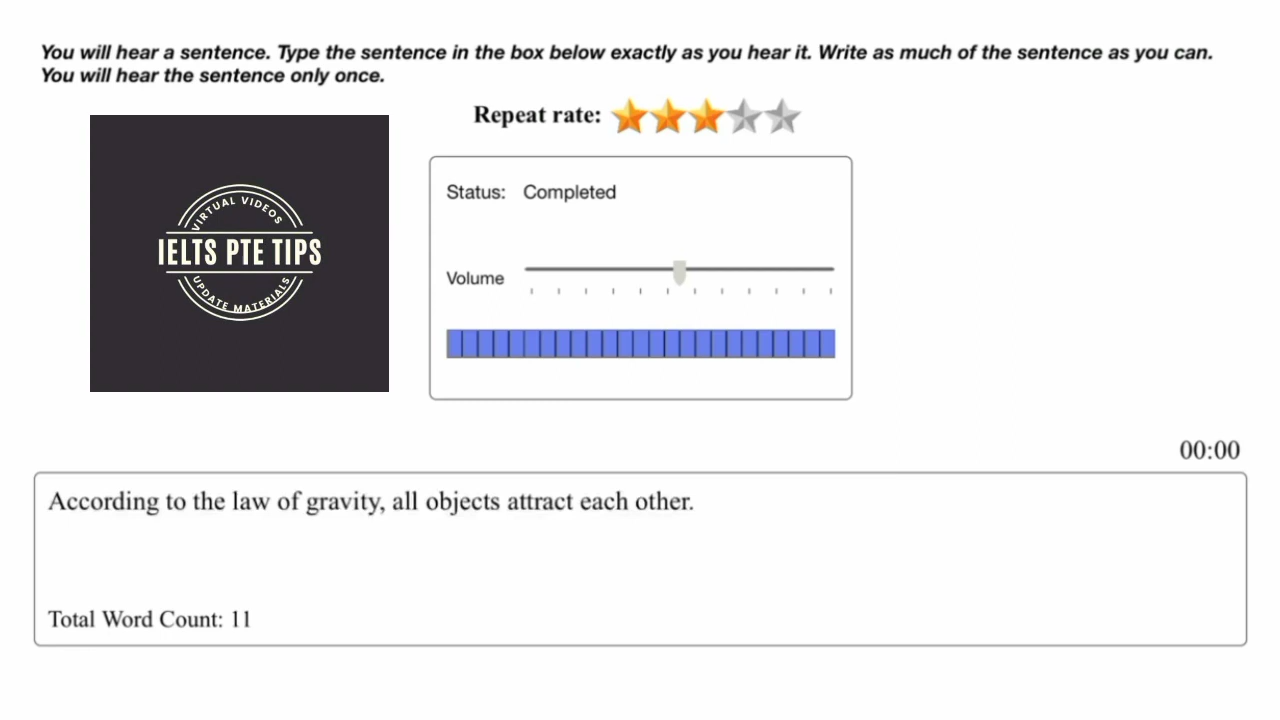 You will hear a sentence. Type the sentence in the box below exactly as you hear it. Write as much of the sentence as you can.
You will hear the sentence only once.
Repeat rate:
VIRTUAL VIDEOS
IELTS PTE TIPS
UPDATE MATERIALS
Status: Completed
Volume
00:00
According to the law of gravity, all objects attract each other.
Total Word Count: 11